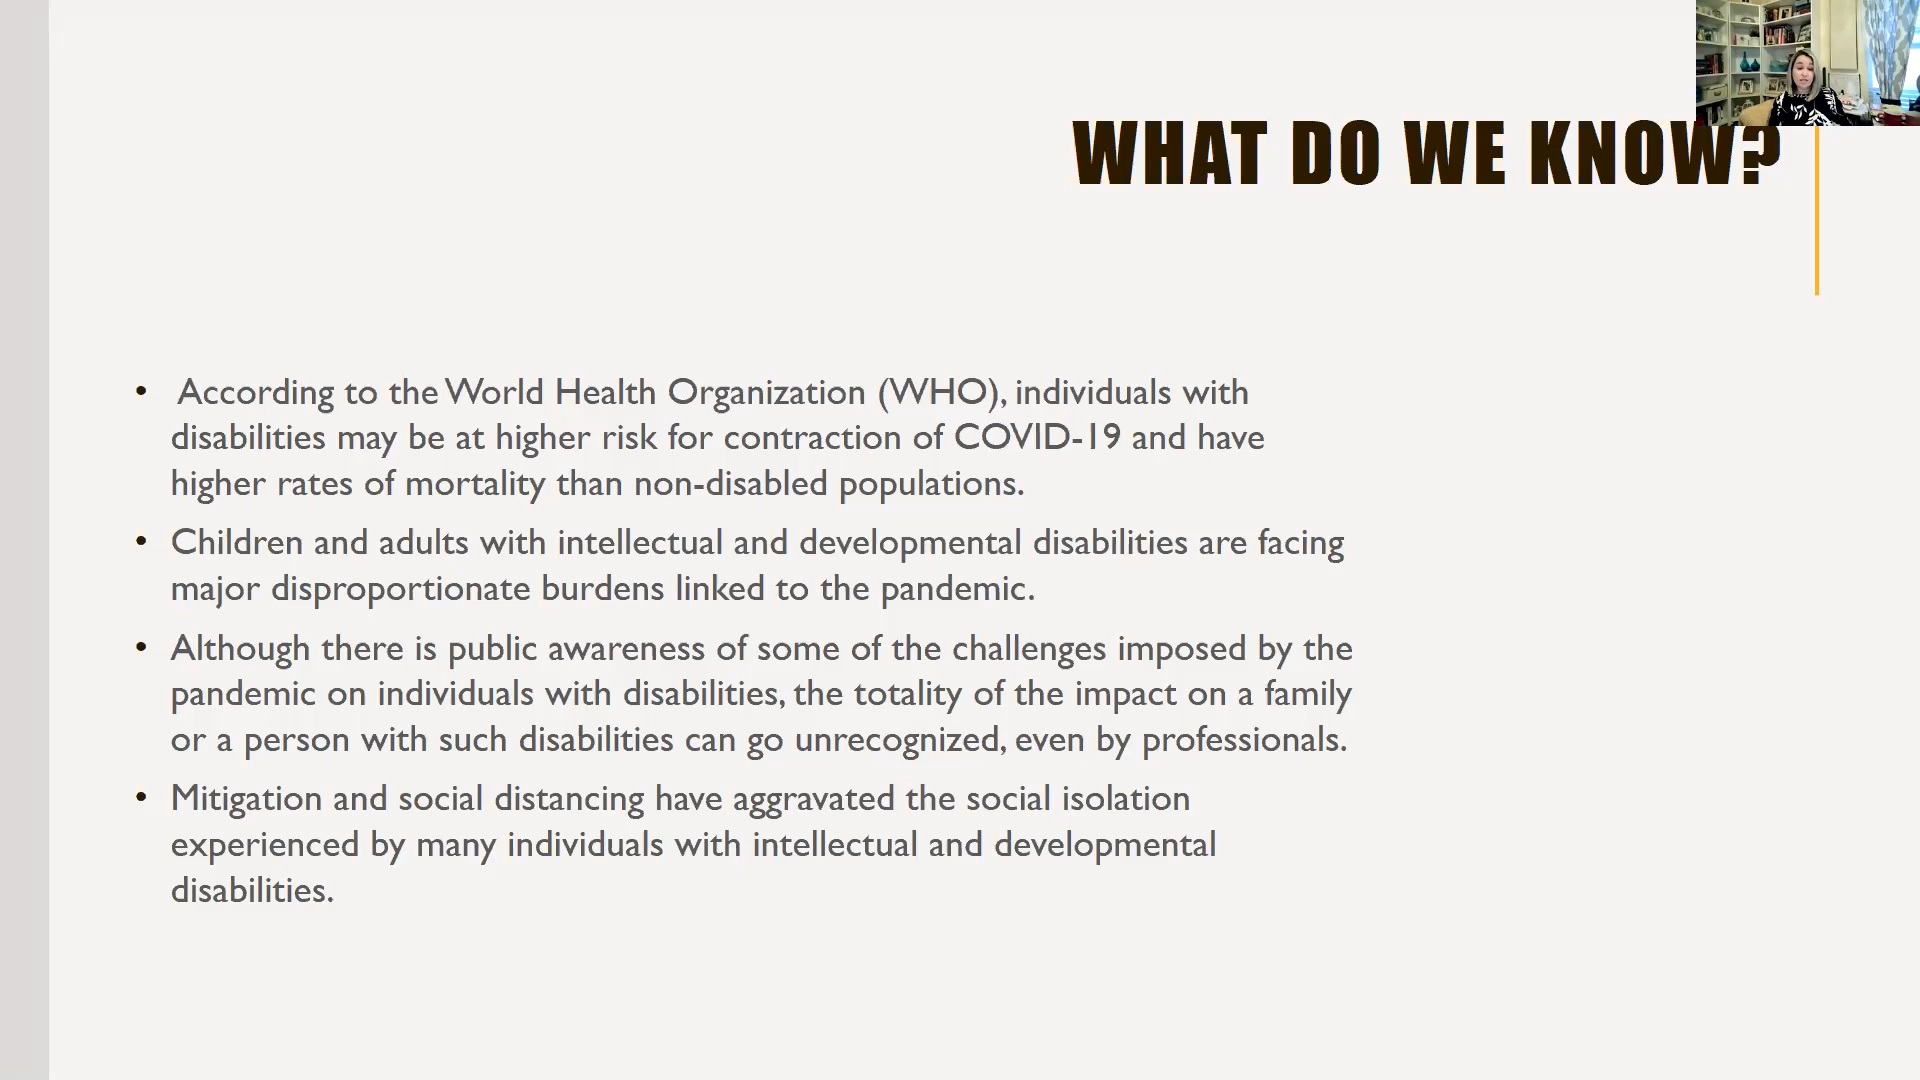 WHAT DO WE KNOW?
• According to the World Health Organization (WHO), individuals with
disabilities may be at higher risk for contraction of COVID-19 and have
higher rates of mortality than non-disabled populations.
• Children and adults with intellectual and developmental disabilities are facing
major disproportionate burdens linked to the pandemic.
• Although there is public awareness of some of the challenges imposed by the
pandemic on individuals with disabilities, the totality of the impact on a family
or a person with such disabilities can go unrecognized, even by professionals.
• Mitigation and social distancing have aggravated the social isolation
experienced by many individuals with intellectual and developmental
disabilities.